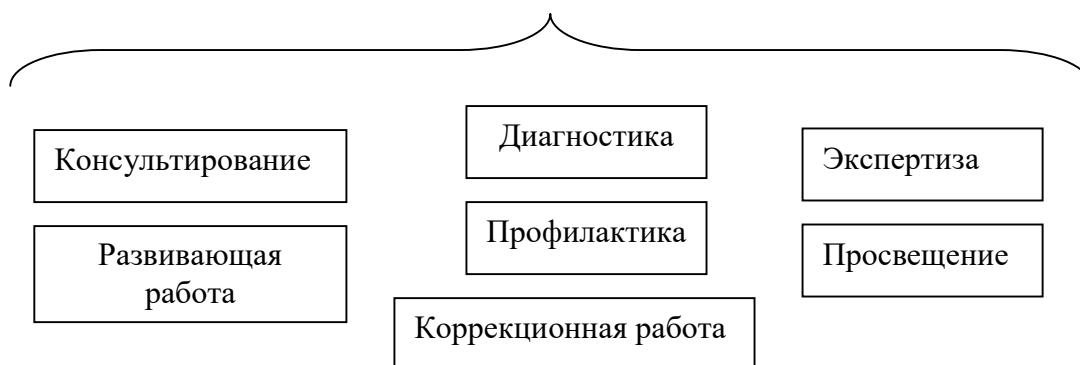 Консультирование
Диагностика
Экспертиза
Развивающая
работа
Профилактика
Просвещение
Коррекционная работа